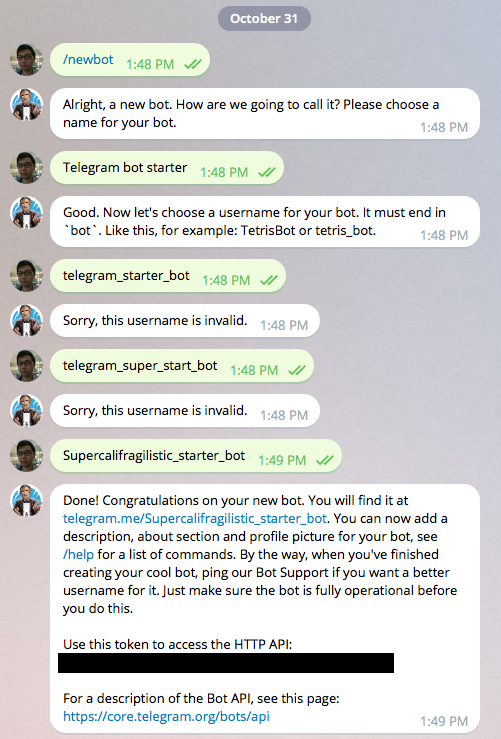 October 31
/newbot 1:48 PM
Alright, a new bot. How are we going to call it? Please choose a
name for your bot. 1:48 PM
Telegram bot starter 1:48 PM
Good. Now let's choose a username for your bot. It must end in
`bot`. Like this, for example: TetrisBot or tetris_bot. 1:48 PM
telegram_starter_bot 1:48 PM
Sorry, this username is invalid. 1:48 PM
telegram_super_start_bot 1:48 PM
Sorry, this username is invalid. 1:48 PM
Supercalifragilistic_starter_bot 1:49 PM
Done! Congratulations on your new bot. You will find it at
telegram.me/Supercalifragilistic_starter_bot. You can now add a
description, about section and profile picture for your bot, see
/help for a list of commands. By the way, when you've finished
creating your cool bot, ping our Bot Support if you want a better
username for it. Just make sure the bot is fully operational before
you do this.
Use this token to access the HTTP API:
For a description of the Bot API, see this page:
https://core.telegram.org/bots/api 1:49 PM